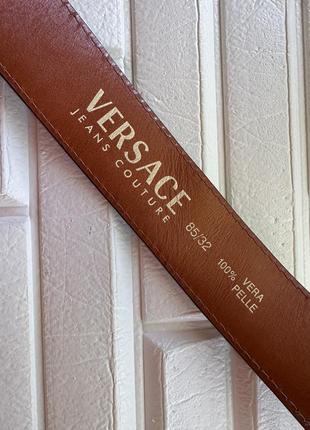 VERSACE
JEANS COUTURE
85/32
100% VERA
PELLE